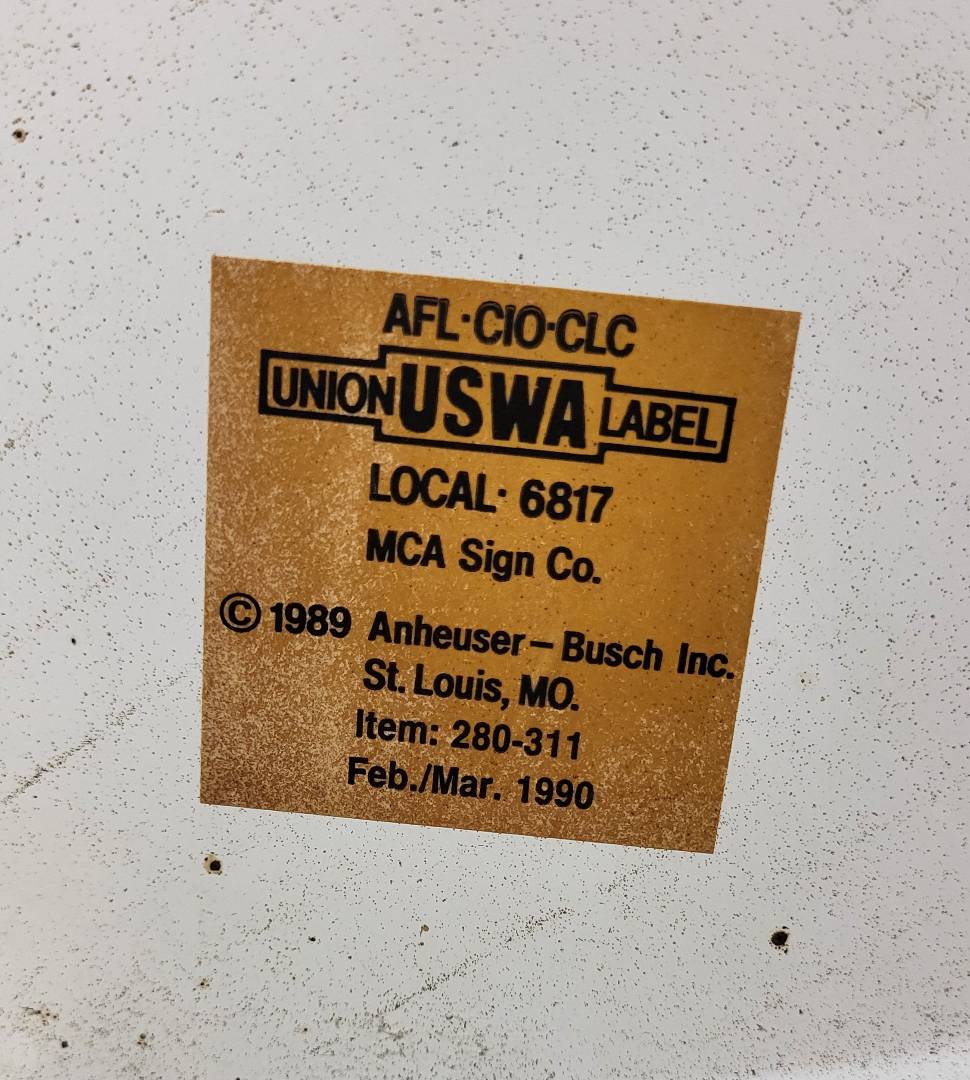 AFL·CIO·CLC
UNION USWA LABEL
LOCAL· 6817
MCA Sign Co.
© 1989 Anheuser–Busch Inc.
St. Louis, MO.
Item: 280-311
Feb./Mar. 1990